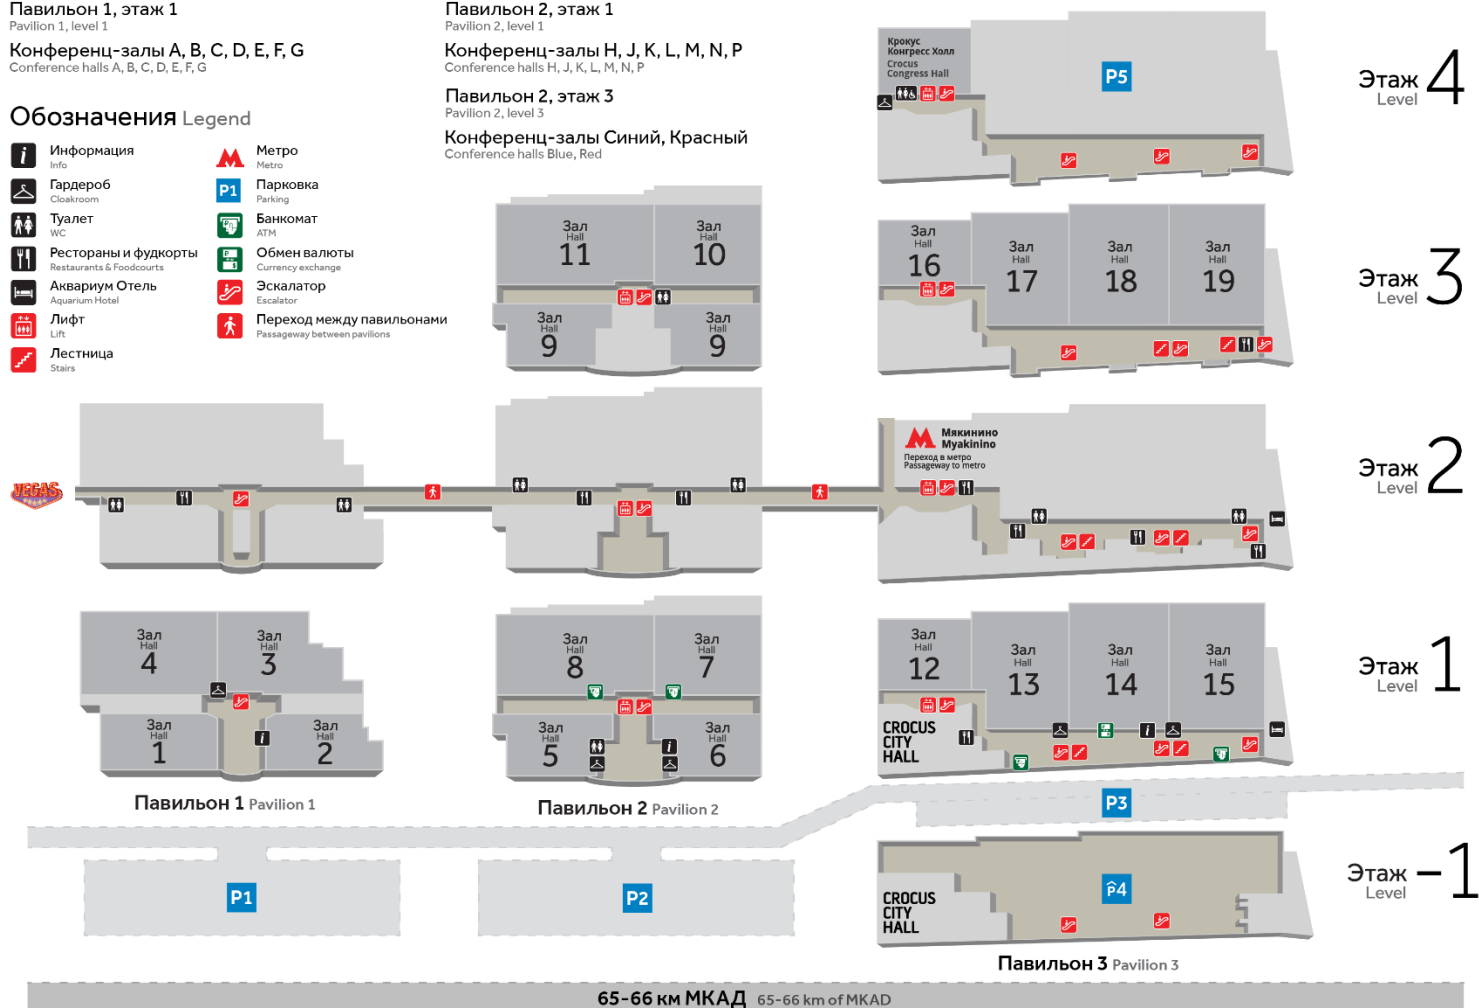 Павильон 1, этаж 1
Pavilion 1, level 1
Конференц-залы A, B, C, D, E, F, G
Conference halls A, B, C, D, E, F, G
Павильон 2, этаж 1
Pavilion 2, level 1
Конференц-залы H, J, K, L, M, N, P
Conference halls H, J, K, L, M, N, P
Павильон 2, этаж 3
Pavilion 2, level 3
Конференц-залы Синий, Красный
Conference halls Blue, Red
Обозначения Legend
Информация
Info
Гардероб
Cloakroom
Туалет
WC
Рестораны и фудкорты
Restaurants & Foodcourts
Аквариум Отель
Aquarium Hotel
Лифт
Lift
Лестница
Stairs
Метро
Metro
P1
Парковка
Parking
Банкомат
ATM
Обмен валюты
Currency exchange
Эскалатор
Escalator
Переход между павильонами
Passageway between pavilions
Крокус
Конгресс Холл
Crocus
Congress Hall
P5
Этаж 4
Level
Зал
Hall
11
Зал
Hall
10
Зал
Hall
9
Зал
Hall
9
Зал
Hall
16
Зал
Hall
17
Зал
Hall
18
Зал
Hall
19
Этаж 3
Level
VEGAS
Мякинино
Myakinino
Переход в метро
Passageway to metro
Этаж 2
Level
Зал
Hall
4
Зал
Hall
3
Зал
Hall
1
Зал
Hall
2
Павильон 1 Pavilion 1
Зал
Hall
8
Зал
Hall
7
Зал
Hall
5
Зал
Hall
6
Павильон 2 Pavilion 2
Зал
Hall
12
Зал
Hall
13
Зал
Hall
14
Зал
Hall
15
CROCUS
CITY
HALL
Этаж 1
Level
P3
P1
P2
P4
CROCUS
CITY
HALL
Этаж -1
Level
Павильон 3 Pavilion 3
65-66 км МКАД 65-66 km of MKAD